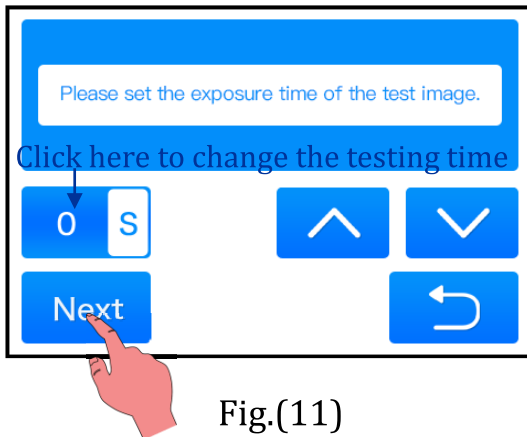 Please set the exposure time of the test image.
Click here to change the testing time
0 S
Next
Fig.(11)